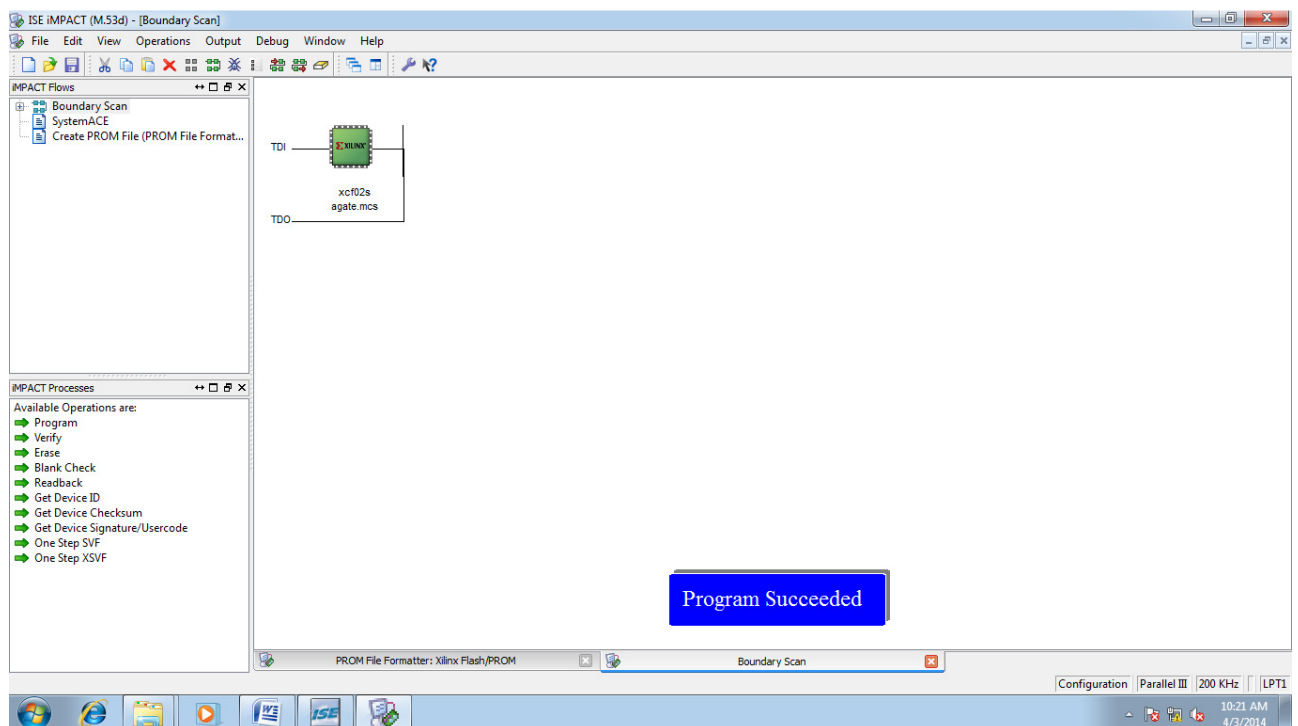 ISE iMPACT (M.53d) - [Boundary Scan]
File Edit View Operations Output Debug Window Help
iMPACT Flows
Boundary Scan
SystemACE
Create PROM File (PROM File Format...
TDI
XILINX
xcf02s
agate.mcs
TDO
iMPACT Processes
Available Operations are:
Program
Verify
Erase
Blank Check
Readback
Get Device ID
Get Device Checksum
Get Device Signature/Usercode
One Step SVF
One Step XSVF
Program Succeeded
PROM File Formatter: Xilinx Flash/PROM Boundary Scan
Configuration Parallel III 200 KHz LPT1
ISE
10:21 AM
4/3/2014